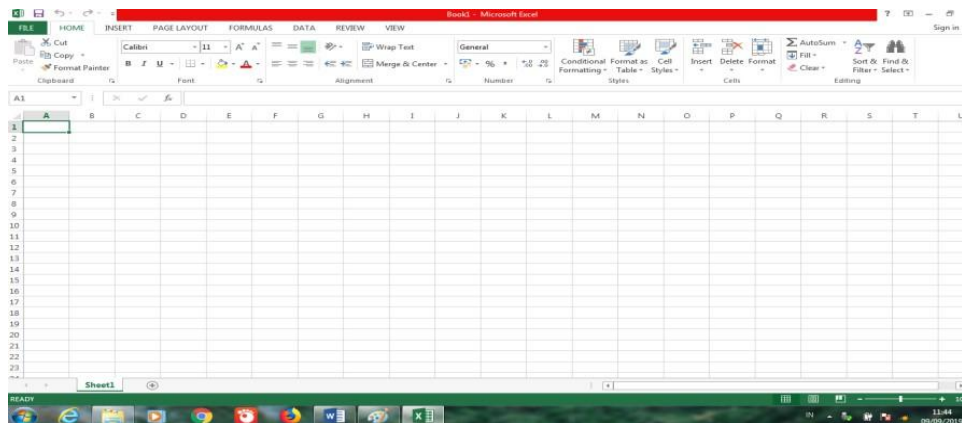 Book1 - Microsoft Excel
FILE HOME INSERT PAGE LAYOUT FORMULAS DATA REVIEW VIEW Sign in
Paste
Cut
Copy
Format Painter
Clipboard
Calibri 11
B I U
Font
Wrap Text
Merge & Center
Alignment
General
%
Number
Conditional Formatting
Format as Table
Cell Styles
Styles
Insert Delete Format
Cells
AutoSum
Fill
Clear
Sort & Filter
Find & Select
Editing
A1 fx
A B C D E F G H I J K L M N O P Q R S T
1
2
3
4
5
6
7
8
9
10
11
12
13
14
15
16
17
18
19
20
21
22
23
Sheet1
READY
IN 11:44
09/09/2019